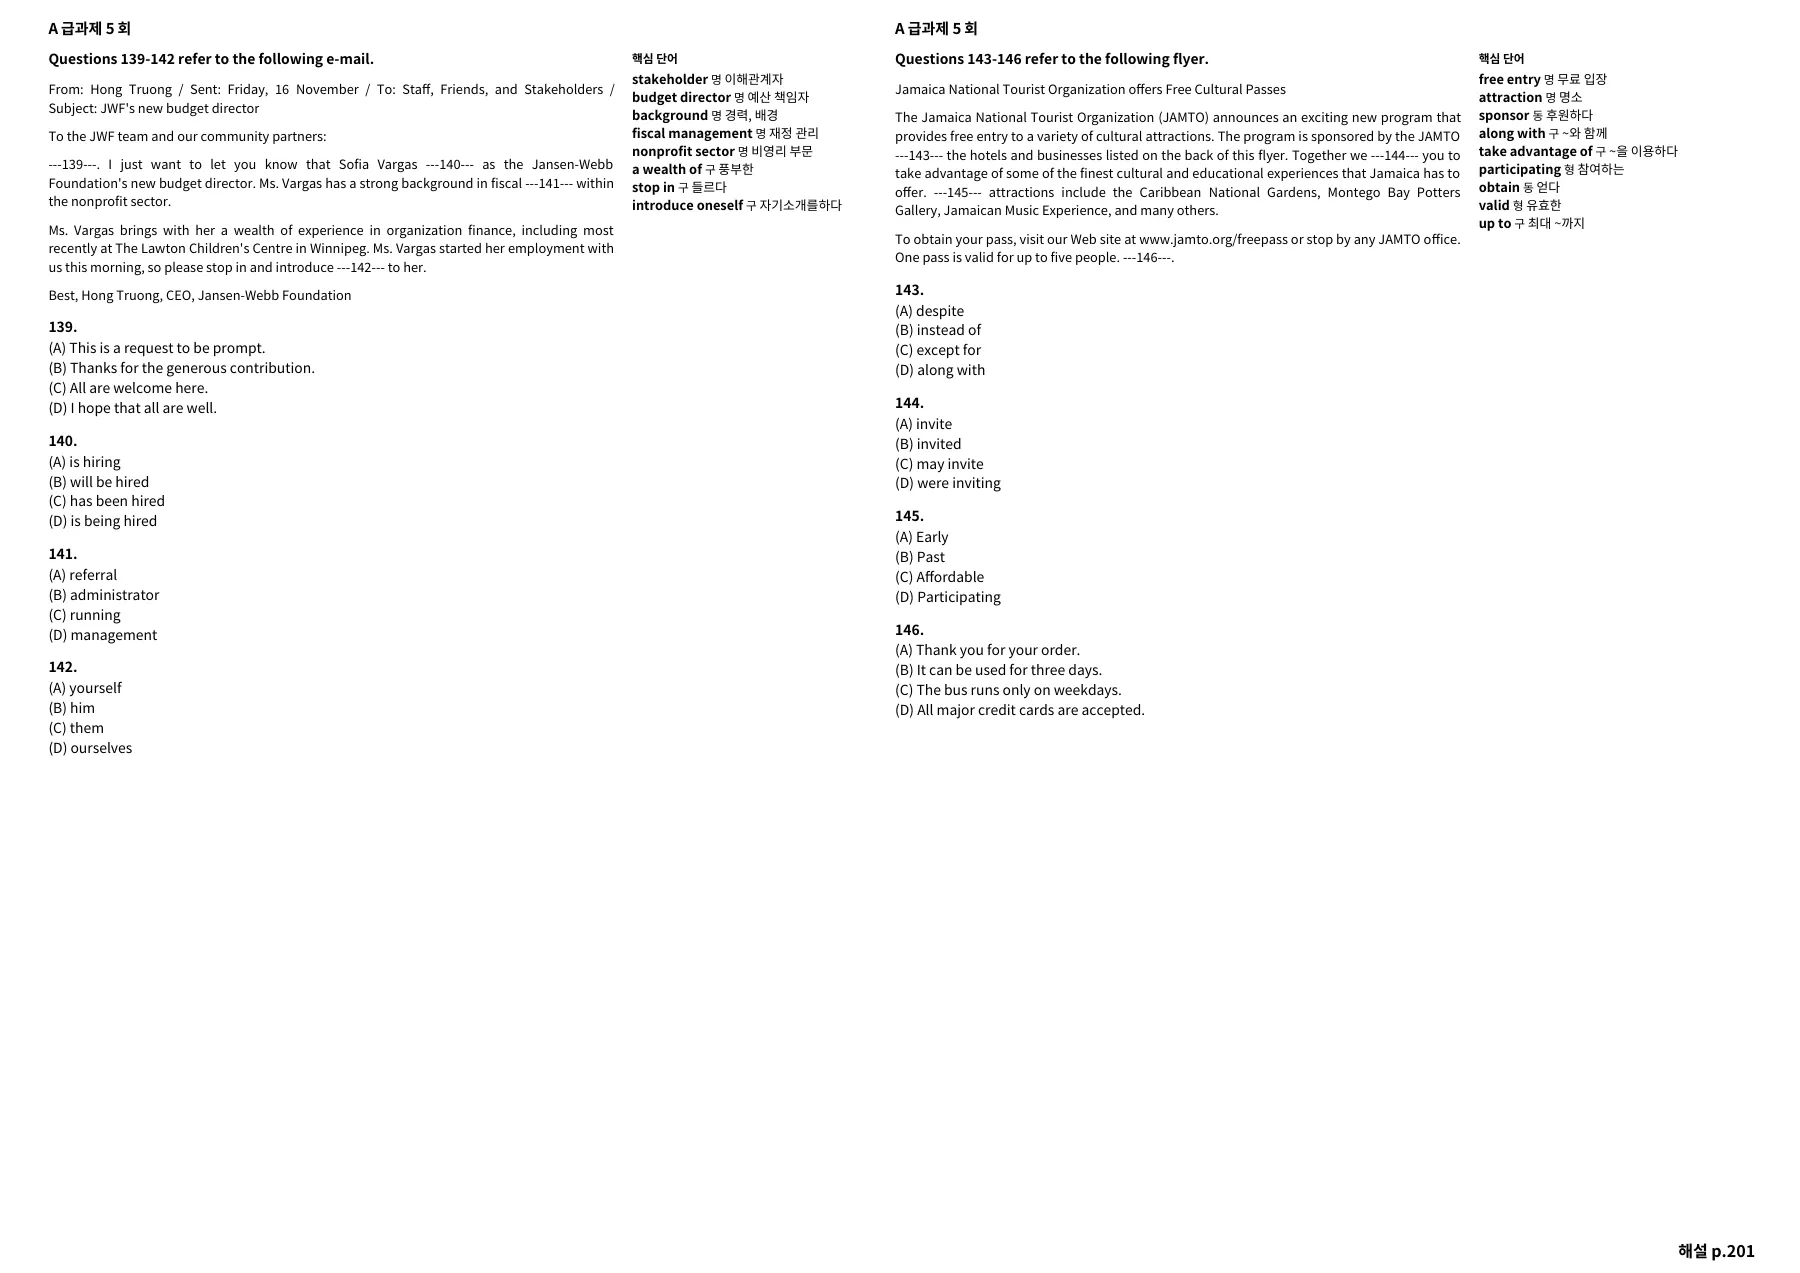 A 급과제 5 회
Questions 139-142 refer to the following e-mail.
From: Hong Truong / Sent: Friday, 16 November / To: Staff, Friends, and Stakeholders /
Subject: JWF's new budget director
To the JWF team and our community partners:
---139---. I just want to let you know that Sofia Vargas ---140--- as the Jansen-Webb
Foundation's new budget director. Ms. Vargas has a strong background in fiscal ---141--- within
the nonprofit sector.
Ms. Vargas brings with her a wealth of experience in organization finance, including most
recently at The Lawton Children's Centre in Winnipeg. Ms. Vargas started her employment with
us this morning, so please stop in and introduce ---142--- to her.
Best, Hong Truong, CEO, Jansen-Webb Foundation
139.
(A) This is a request to be prompt.
(B) Thanks for the generous contribution.
(C) All are welcome here.
(D) I hope that all are well.
140.
(A) is hiring
(B) will be hired
(C) has been hired
(D) is being hired
141.
(A) referral
(B) administrator
(C) running
(D) management
142.
(A) yourself
(B) him
(C) them
(D) ourselves
핵심 단어
stakeholder 명 이해관계자
budget director 명 예산 책임자
background 명 경력, 배경
fiscal management 명 재정 관리
nonprofit sector 명 비영리 부문
a wealth of 구 풍부한
stop in 구 들르다
introduce oneself 구 자기소개를하다
A 급과제 5 회
Questions 143-146 refer to the following flyer.
Jamaica National Tourist Organization offers Free Cultural Passes
The Jamaica National Tourist Organization (JAMTO) announces an exciting new program that
provides free entry to a variety of cultural attractions. The program is sponsored by the JAMTO
---143--- the hotels and businesses listed on the back of this flyer. Together we ---144--- you to
take advantage of some of the finest cultural and educational experiences that Jamaica has to
offer. ---145--- attractions include the Caribbean National Gardens, Montego Bay Potters
Gallery, Jamaican Music Experience, and many others.
To obtain your pass, visit our Web site at www.jamto.org/freepass or stop by any JAMTO office.
One pass is valid for up to five people. ---146---.
143.
(A) despite
(B) instead of
(C) except for
(D) along with
144.
(A) invite
(B) invited
(C) may invite
(D) were inviting
145.
(A) Early
(B) Past
(C) Affordable
(D) Participating
146.
(A) Thank you for your order.
(B) It can be used for three days.
(C) The bus runs only on weekdays.
(D) All major credit cards are accepted.
핵심 단어
free entry 명 무료 입장
attraction 명 명소
sponsor 동 후원하다
along with 구 ~와 함께
take advantage of 구 ~을 이용하다
participating 형 참여하는
obtain 동 얻다
valid 형 유효한
up to 구 최대 ~까지
해설 p.201